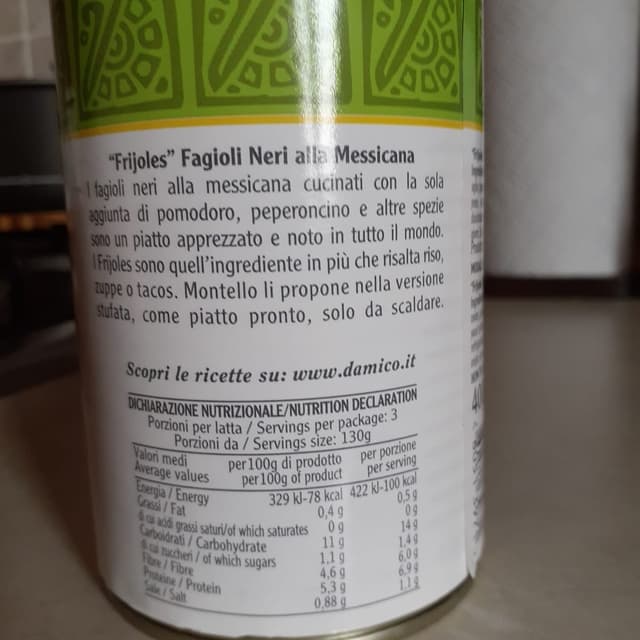 "Frijoles" Fagioli Neri alla Messicana
I fagioli neri alla messicana cucinati con la sola
aggiunta di pomodoro, peperoncino e altre spezie
sono un piatto apprezzato e noto in tutto il mondo.
I Frijoles sono quell'ingrediente in più che risalta riso,
zuppe o tacos. Montello li propone nella versione
stufata, come piatto pronto, solo da scaldare.
Scopri le ricette su: www.damico.it
DICHIARAZIONE NUTRIZIONALE/NUTRITION DECLARATION
Porzioni per latta / Servings per package: 3
Porzioni da / Servings size: 130g
Valori medi per 100g di prodotto per porzione
Average values per 100g of product per serving
Energia / Energy 329 kJ-78 kcal 422 kJ-100 kcal
Grassi / Fat 0,4 g 0,5 g
di cui acidi grassi saturi/of which saturates 0 g 0 g
Carboidrati / Carbohydrate 11 g 14 g
di cui zuccheri / of which sugars 1,1 g 1,4 g
Fibre / Fibre 4,6 g 6,0 g
Proteine / Protein 5,3 g 6,9 g
Sale / Salt 0,88 g 1,1 g